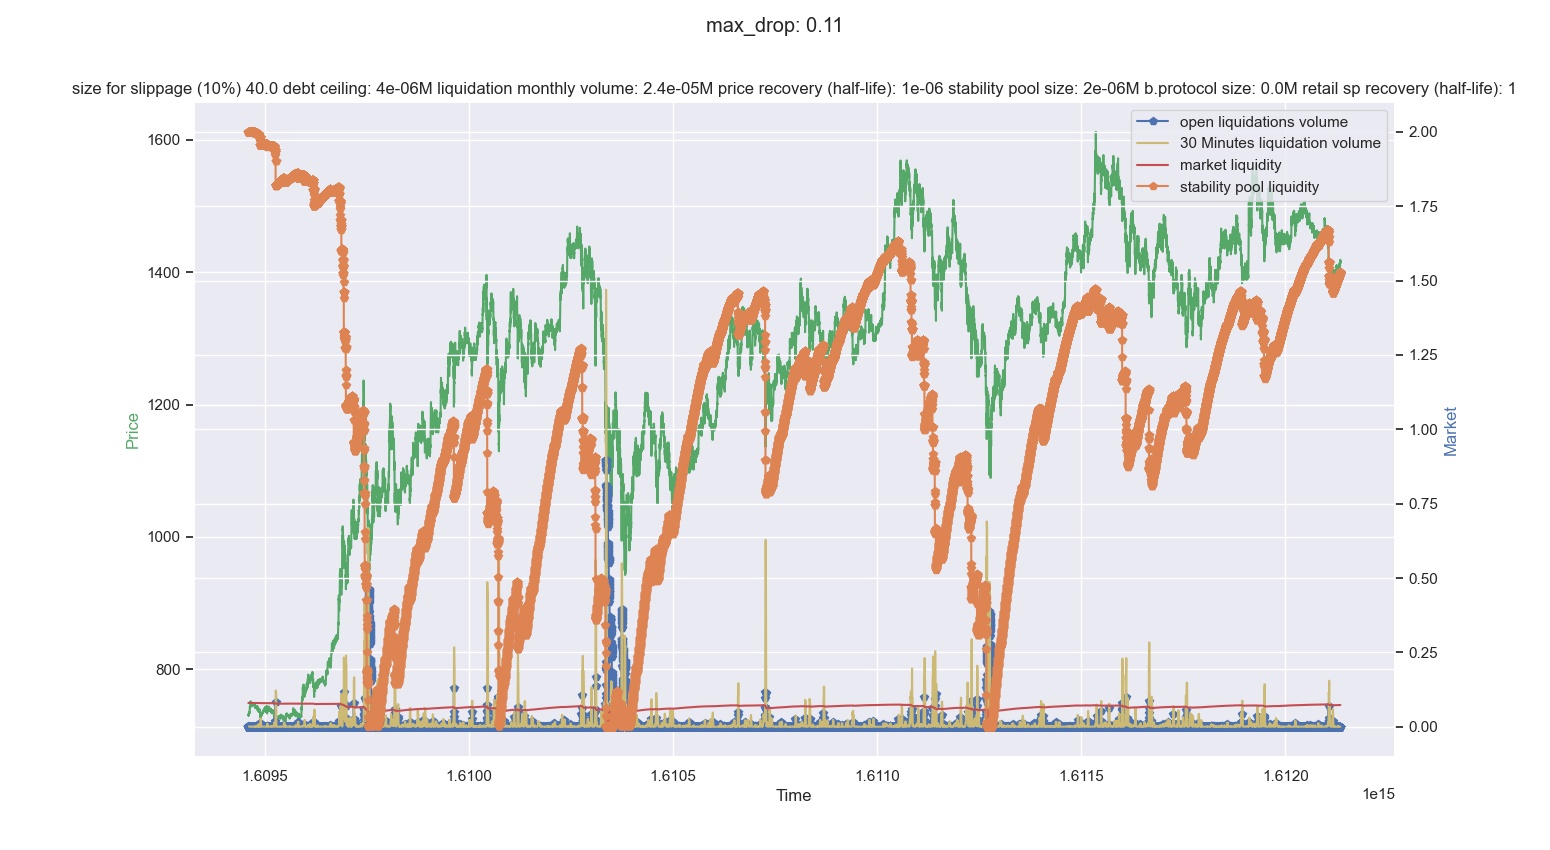 max_drop: 0.11
size for slippage (10%) 40.0 debt ceiling: 4e-06M liquidation monthly volume: 2.4e-05M price recovery (half-life): 1e-06 stability pool size: 2e-06M b.protocol size: 0.0M retail sp recovery (half-life): 1
open liquidations volume
30 Minutes liquidation volume
market liquidity
stability pool liquidity
1600
1400
1200
1000
800
Price
2.00
1.75
1.50
1.25
1.00
0.75
0.50
0.25
0.00
Market
1.6095
1.6100
1.6105
1.6110
1.6115
1.6120
1e15
Time